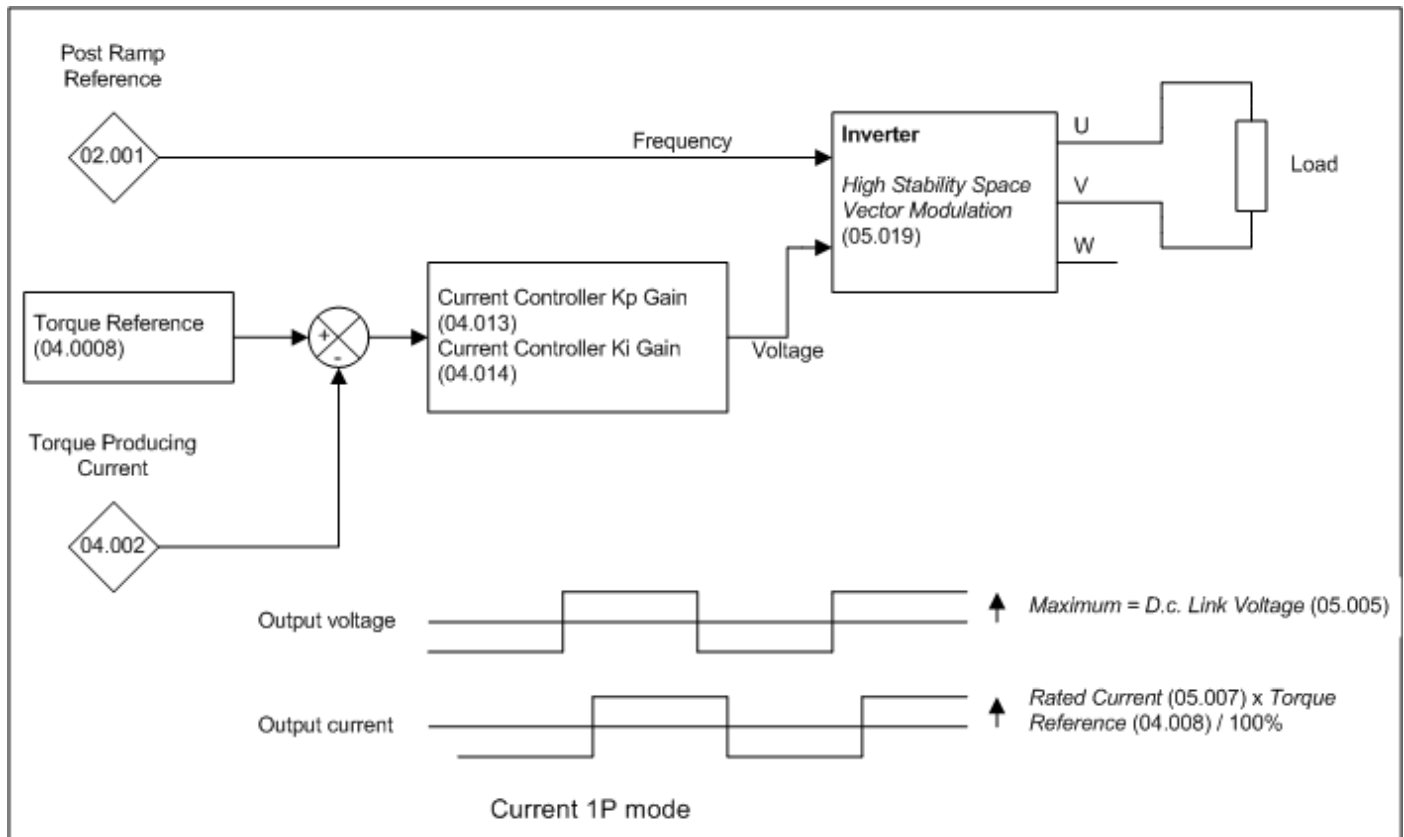 Post Ramp
Reference
02.001
Frequency
Inverter
High Stability Space
Vector Modulation
(05.019)
U
V
W
Load
Torque Reference
(04.0008)
+
-
Current Controller Kp Gain
(04.013)
Current Controller Ki Gain
(04.014)
Voltage
Torque Producing
Current
04.002
Output voltage
Maximum = D.c. Link Voltage (05.005)
Output current
Rated Current (05.007) x Torque
Reference (04.008) / 100%
Current 1P mode